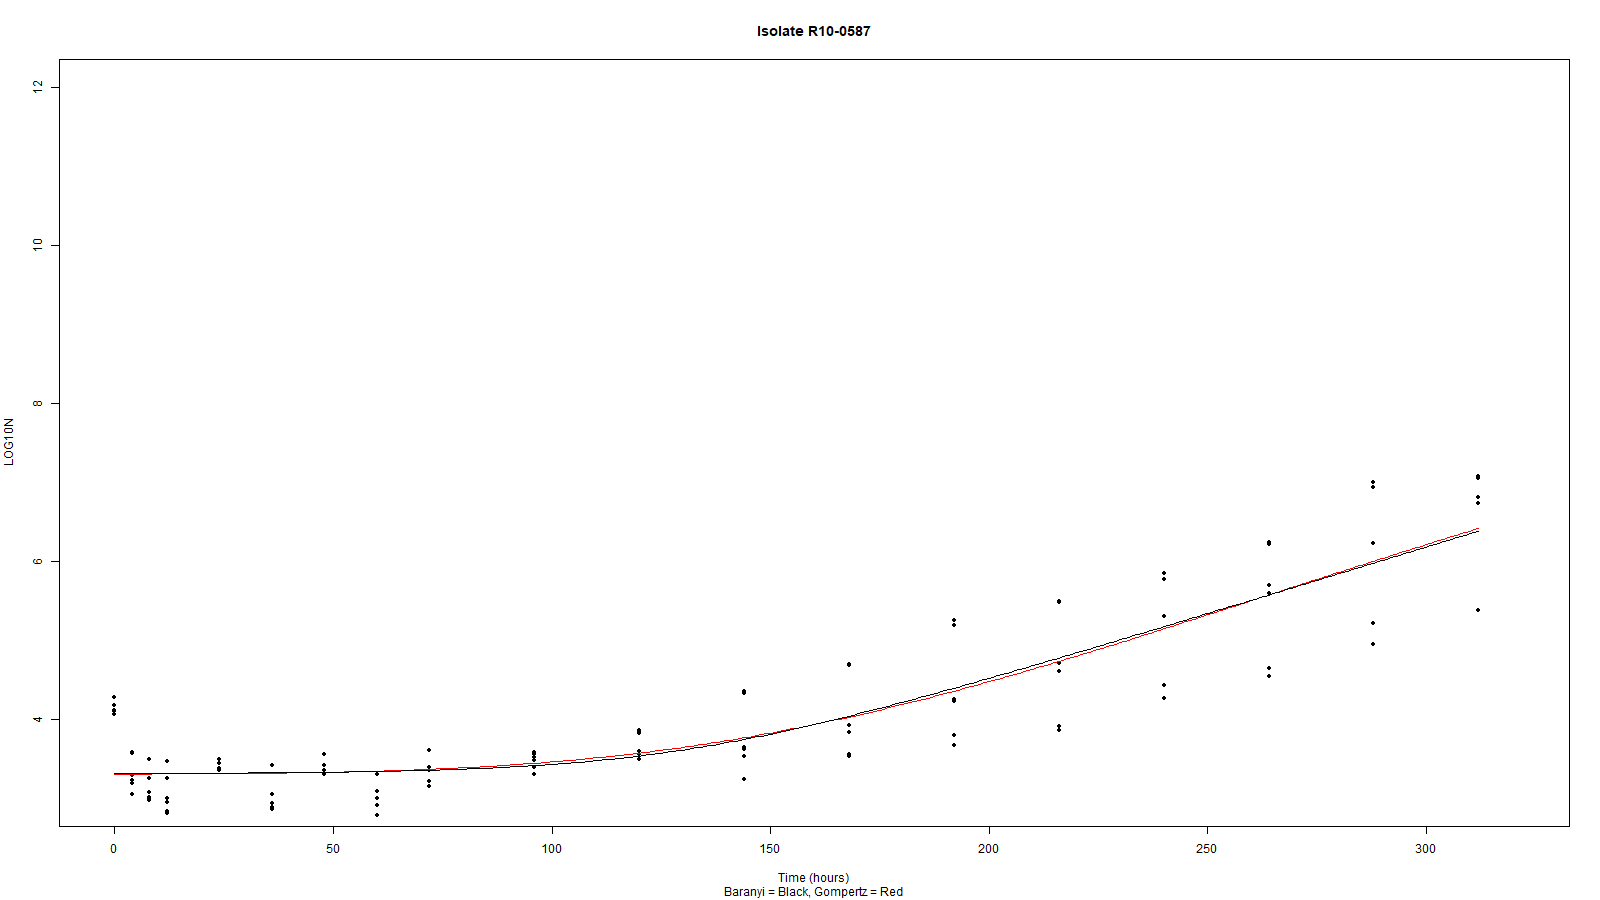 Isolate R10-0587
12
10
8
6
4
LOG10N
0 50 100 150 200 250 300
Time (hours)
Baranyi = Black, Gompertz = Red